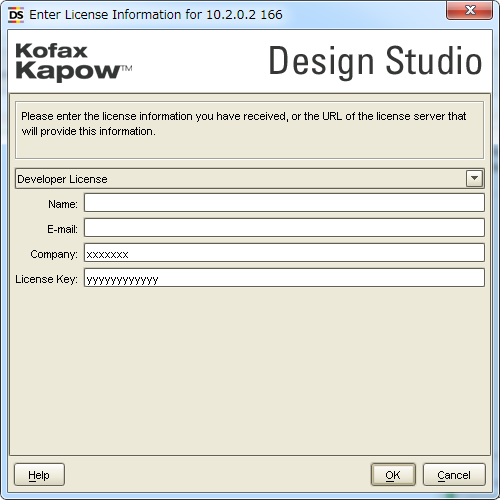 DS Enter License Information for 10.2.0.2 166
Kofax
Kapow™
Design Studio
Please enter the license information you have received, or the URL of the license server that
will provide this information.
Developer License
Name:
E-mail:
Company: xxxxxxx
License Key: yyyyyyyyyyyy
Help
OK
Cancel